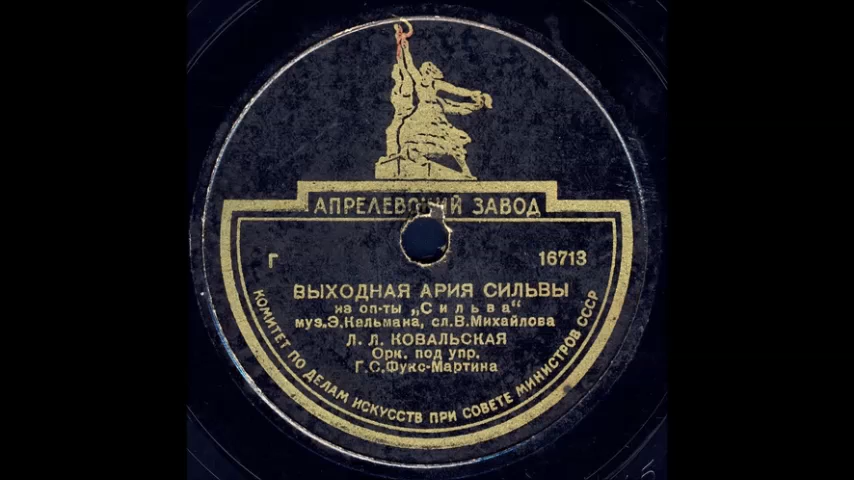 АПРЕЛЕВСКИЙ ЗАВОД
Г 16713
ВЫХОДНАЯ АРИЯ СИЛЬВЫ
из оп-ты „Сильва“
муз. Э. Кальмана, сл. В. Михайлова
Л. Л. КОВАЛЬСКАЯ
Орк. под упр.
Г. С. Фукс-Мартина
КОМИТЕТ ПО ДЕЛАМ ИСКУССТВ ПРИ СОВЕТЕ МИНИСТРОВ СССР